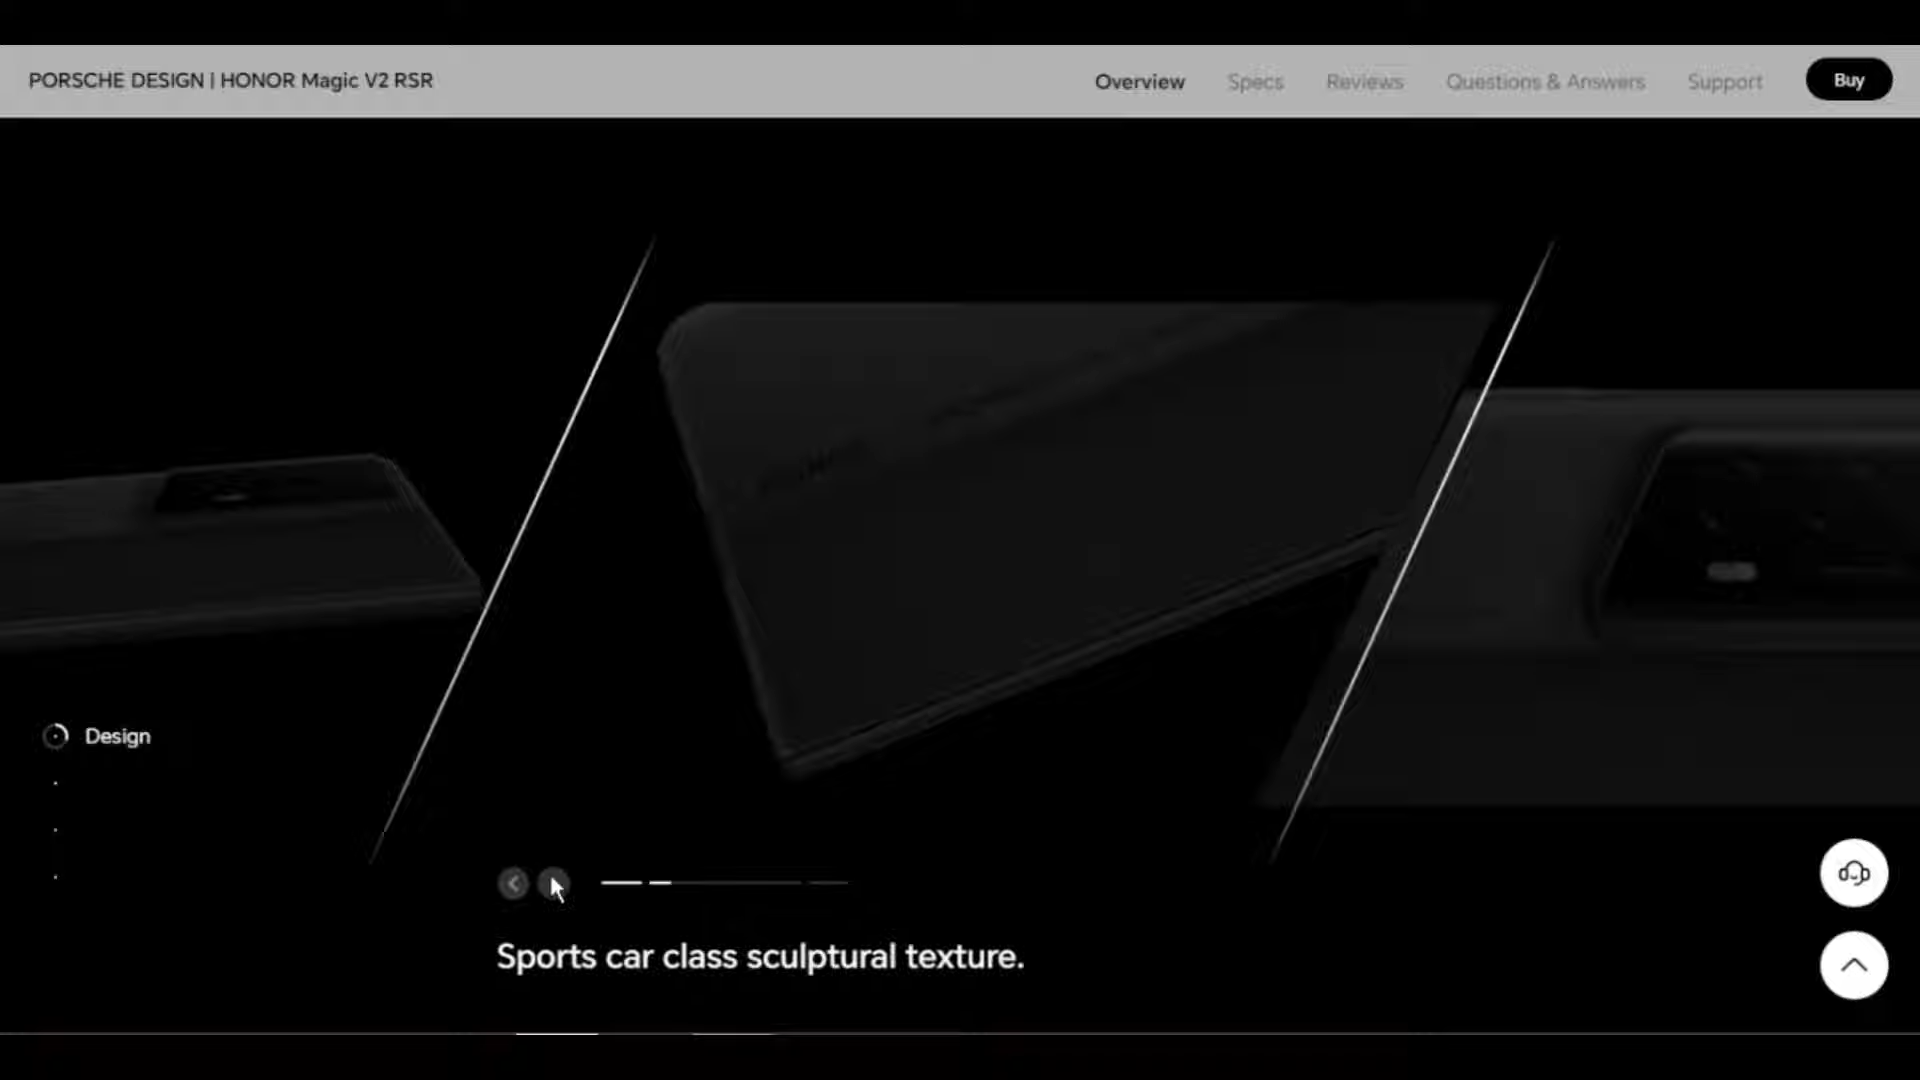 PORSCHE DESIGN | HONOR Magic V2 RSR
Overview
Specs
Reviews
Questions & Answers
Support
Buy
Design
Sports car class sculptural texture.